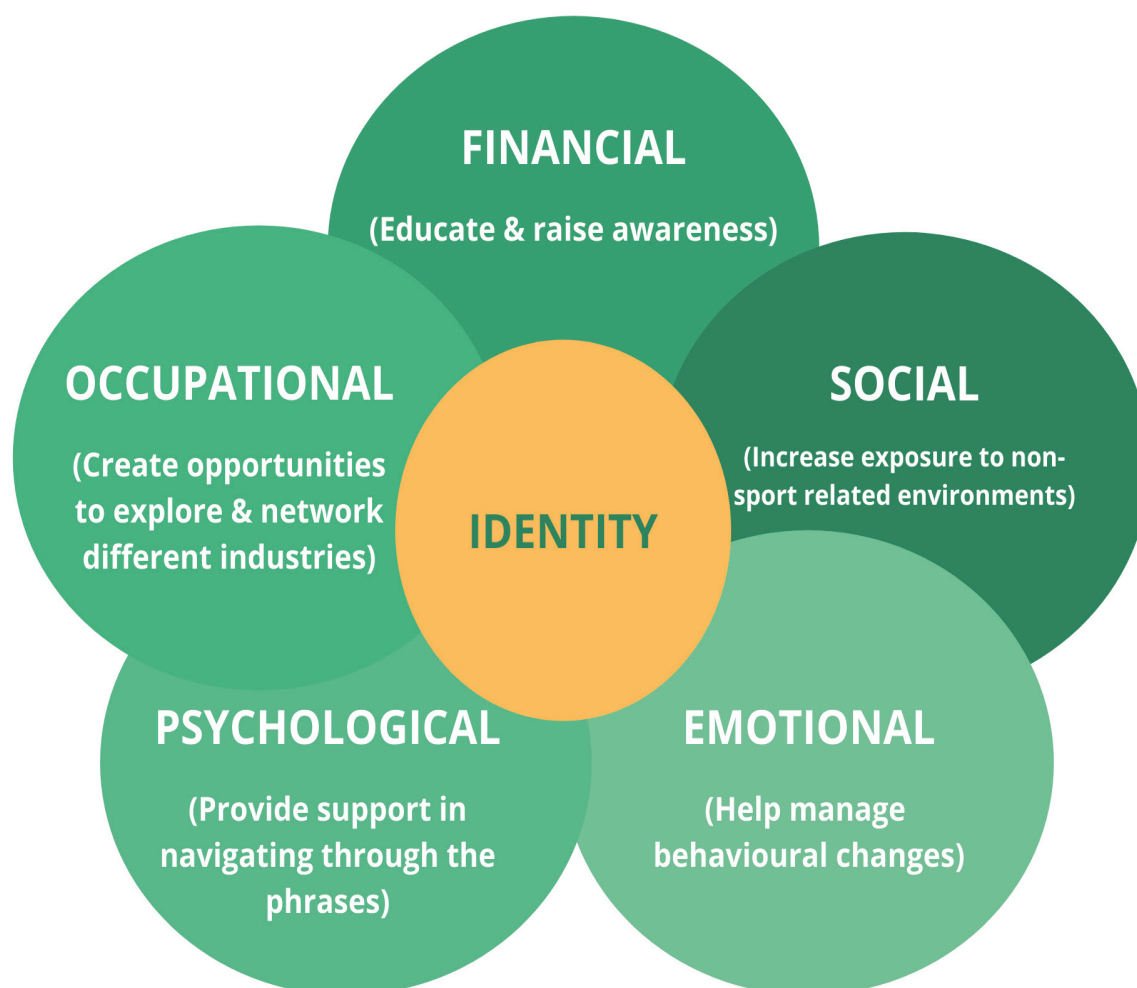 FINANCIAL
(Educate & raise awareness)
OCCUPATIONAL
(Create opportunities
to explore & network
different industries)
SOCIAL
(Increase exposure to non-
sport related environments)
IDENTITY
PSYCHOLOGICAL
(Provide support in
navigating through the
phrases)
EMOTIONAL
(Help manage
behavioural changes)